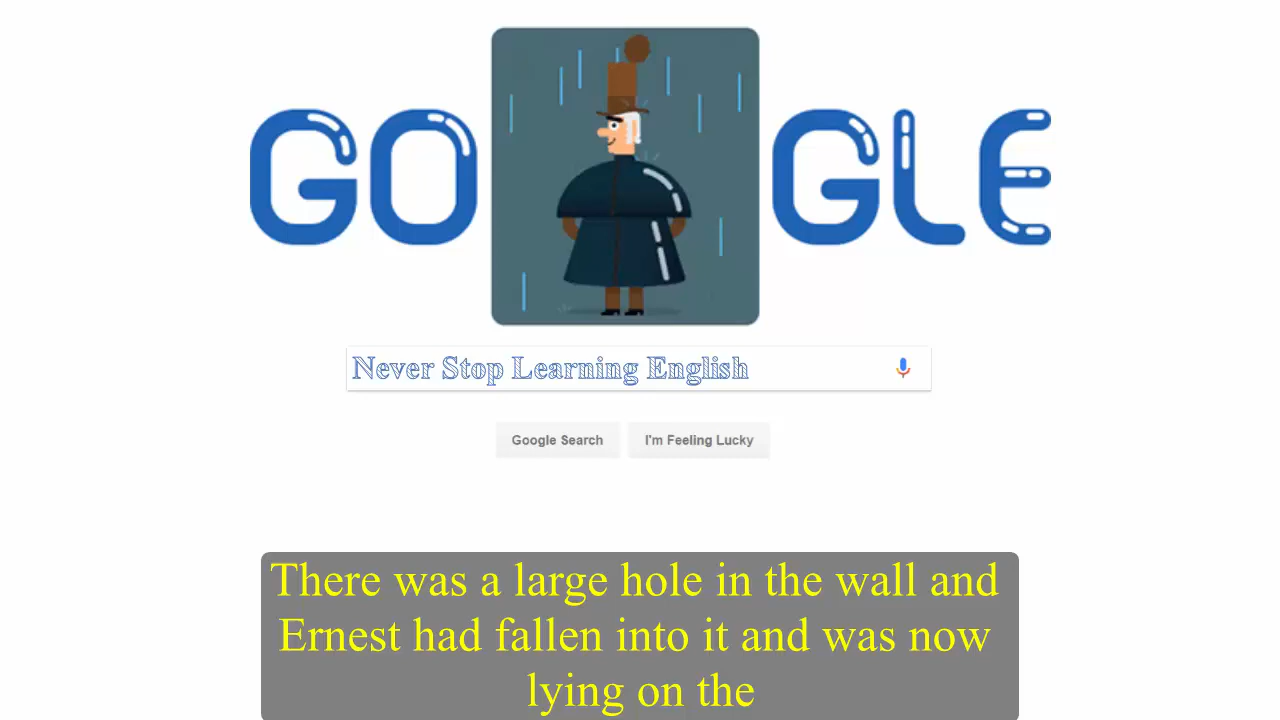 GO GLE
Never Stop Learning English
Google Search I'm Feeling Lucky
There was a large hole in the wall and
Ernest had fallen into it and was now
lying on the